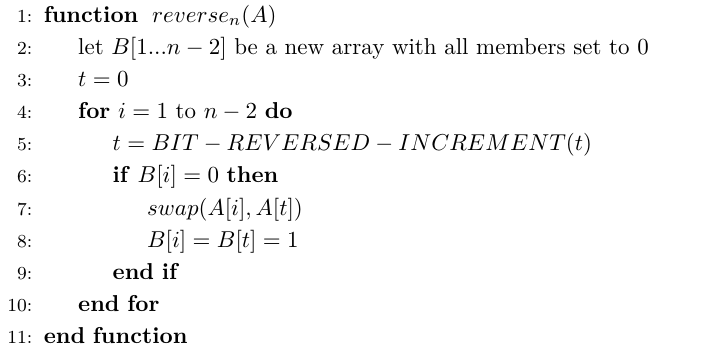 1: function reverse_n(A)
2: let B[1...n − 2] be a new array with all members set to 0
3: t = 0
4: for i = 1 to n − 2 do
5: t = BIT − REVERSED − INCREMENT(t)
6: if B[i] = 0 then
7: swap(A[i], A[t])
8: B[i] = B[t] = 1
9: end if
10: end for
11: end function